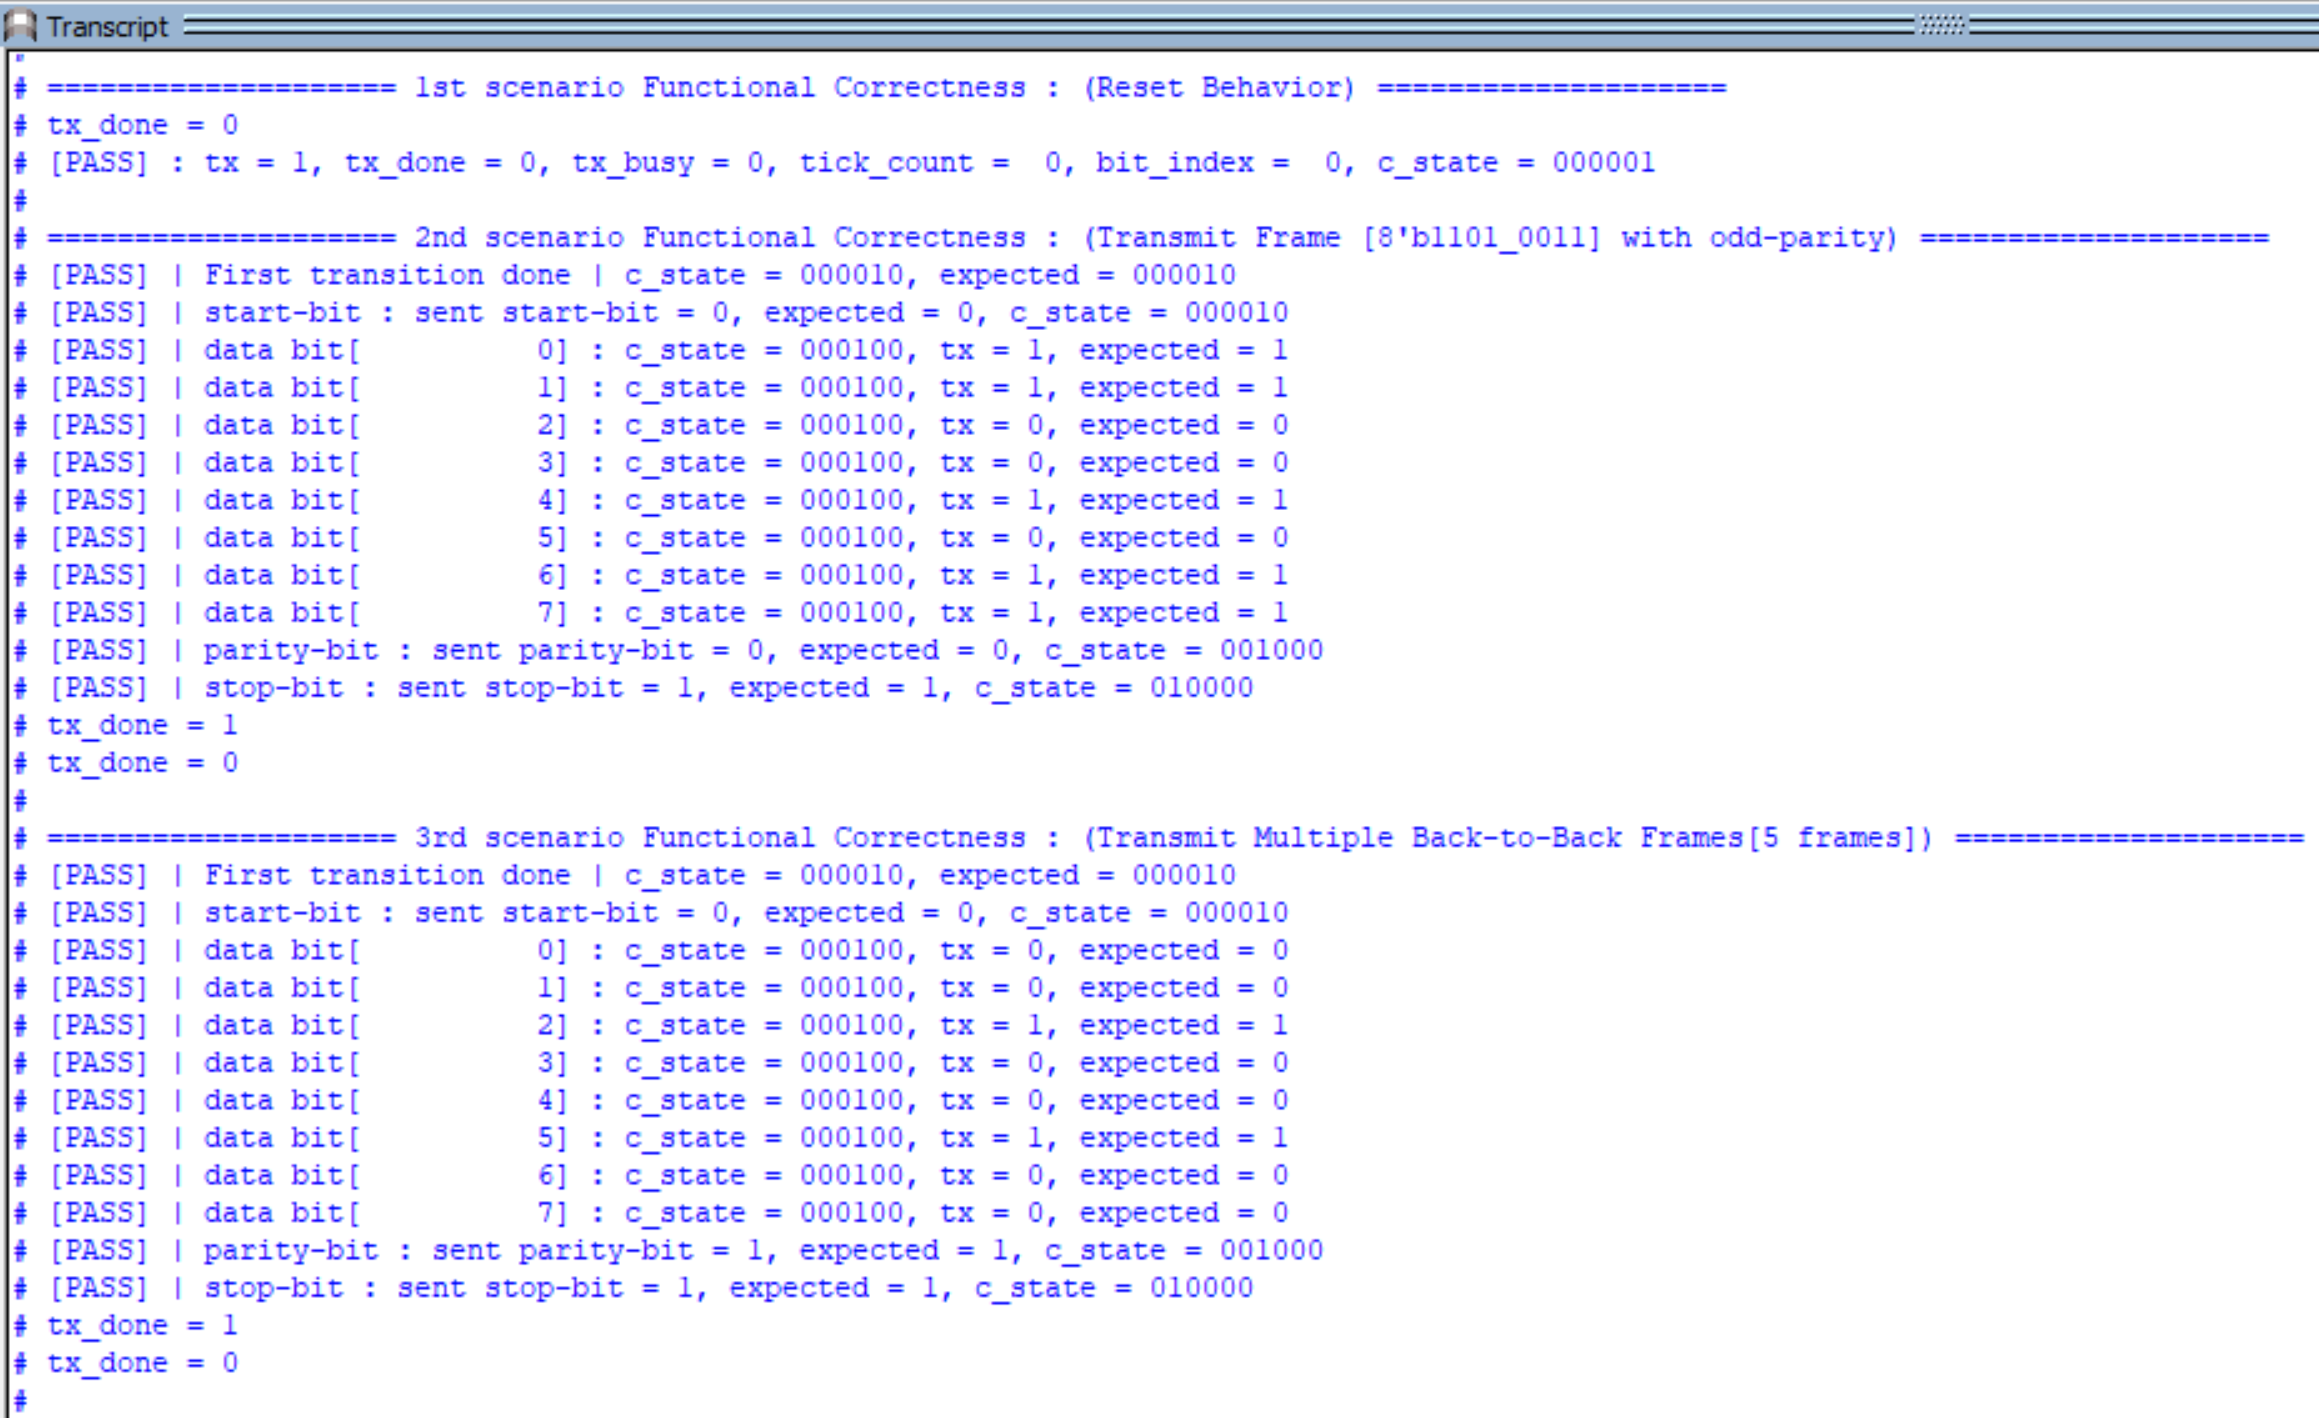 Transcript
# ==================== 1st scenario Functional Correctness : (Reset Behavior) ====================
# tx_done = 0
# [PASS] : tx = 1, tx_done = 0, tx_busy = 0, tick_count =  0, bit_index =  0, c_state = 000001
#
# ==================== 2nd scenario Functional Correctness : (Transmit Frame [8'b1101_0011] with odd-parity) ====================
# [PASS] | First transition done | c_state = 000010, expected = 000010
# [PASS] | start-bit : sent start-bit = 0, expected = 0, c_state = 000010
# [PASS] | data bit[          0] : c_state = 000100, tx = 1, expected = 1
# [PASS] | data bit[          1] : c_state = 000100, tx = 1, expected = 1
# [PASS] | data bit[          2] : c_state = 000100, tx = 0, expected = 0
# [PASS] | data bit[          3] : c_state = 000100, tx = 0, expected = 0
# [PASS] | data bit[          4] : c_state = 000100, tx = 1, expected = 1
# [PASS] | data bit[          5] : c_state = 000100, tx = 0, expected = 0
# [PASS] | data bit[          6] : c_state = 000100, tx = 1, expected = 1
# [PASS] | data bit[          7] : c_state = 000100, tx = 1, expected = 1
# [PASS] | parity-bit : sent parity-bit = 0, expected = 0, c_state = 001000
# [PASS] | stop-bit : sent stop-bit = 1, expected = 1, c_state = 010000
# tx_done = 1
# tx_done = 0
#
# ==================== 3rd scenario Functional Correctness : (Transmit Multiple Back-to-Back Frames[5 frames]) ====================
# [PASS] | First transition done | c_state = 000010, expected = 000010
# [PASS] | start-bit : sent start-bit = 0, expected = 0, c_state = 000010
# [PASS] | data bit[          0] : c_state = 000100, tx = 0, expected = 0
# [PASS] | data bit[          1] : c_state = 000100, tx = 0, expected = 0
# [PASS] | data bit[          2] : c_state = 000100, tx = 1, expected = 1
# [PASS] | data bit[          3] : c_state = 000100, tx = 0, expected = 0
# [PASS] | data bit[          4] : c_state = 000100, tx = 0, expected = 0
# [PASS] | data bit[          5] : c_state = 000100, tx = 1, expected = 1
# [PASS] | data bit[          6] : c_state = 000100, tx = 0, expected = 0
# [PASS] | data bit[          7] : c_state = 000100, tx = 0, expected = 0
# [PASS] | parity-bit : sent parity-bit = 1, expected = 1, c_state = 001000
# [PASS] | stop-bit : sent stop-bit = 1, expected = 1, c_state = 010000
# tx_done = 1
# tx_done = 0
#